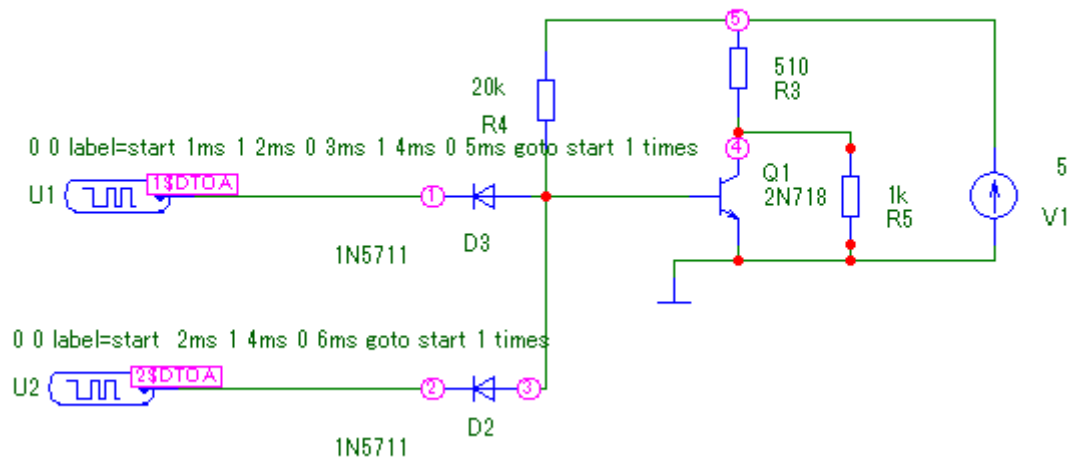 5
510
R3
20k
R4
0 0 label=start 1ms 1 2ms 0 3ms 1 4ms 0 5ms goto start 1 times
4
5
U1
1$DTOA
1
Q1
2N718
1k
R5
V1
D3
1N5711
0 0 label=start  2ms 1 4ms 0 6ms goto start 1 times
U2
2$DTOA
2
3
D2
1N5711